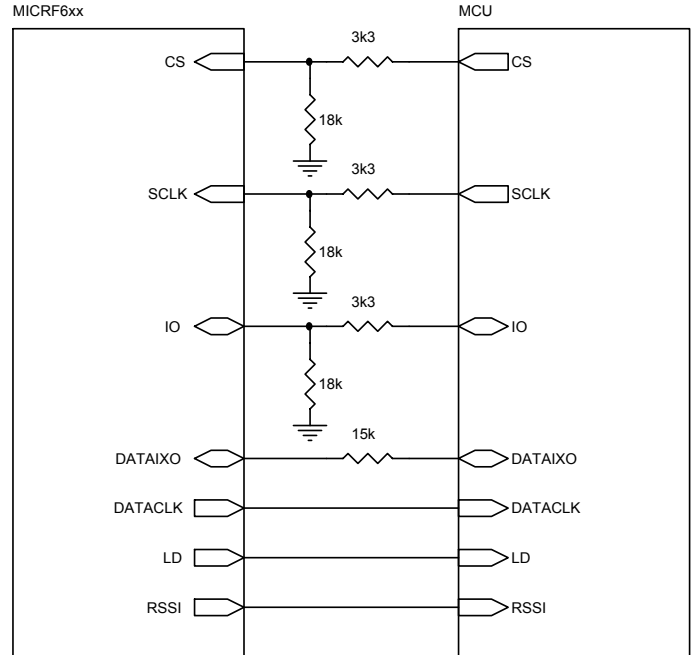 MICRF6xx MCU
3k3
CS CS
18k
3k3
SCLK SCLK
18k
3k3
IO IO
18k
15k
DATAIXO DATAIXO
DATACLK DATACLK
LD LD
RSSI RSSI